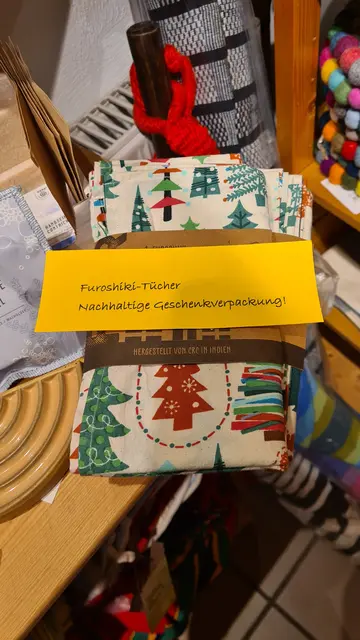 Furoshiki-Tücher
Nachhaltige Geschenkverpackung!
HERGESTELLT VON CRC IN INDIEN